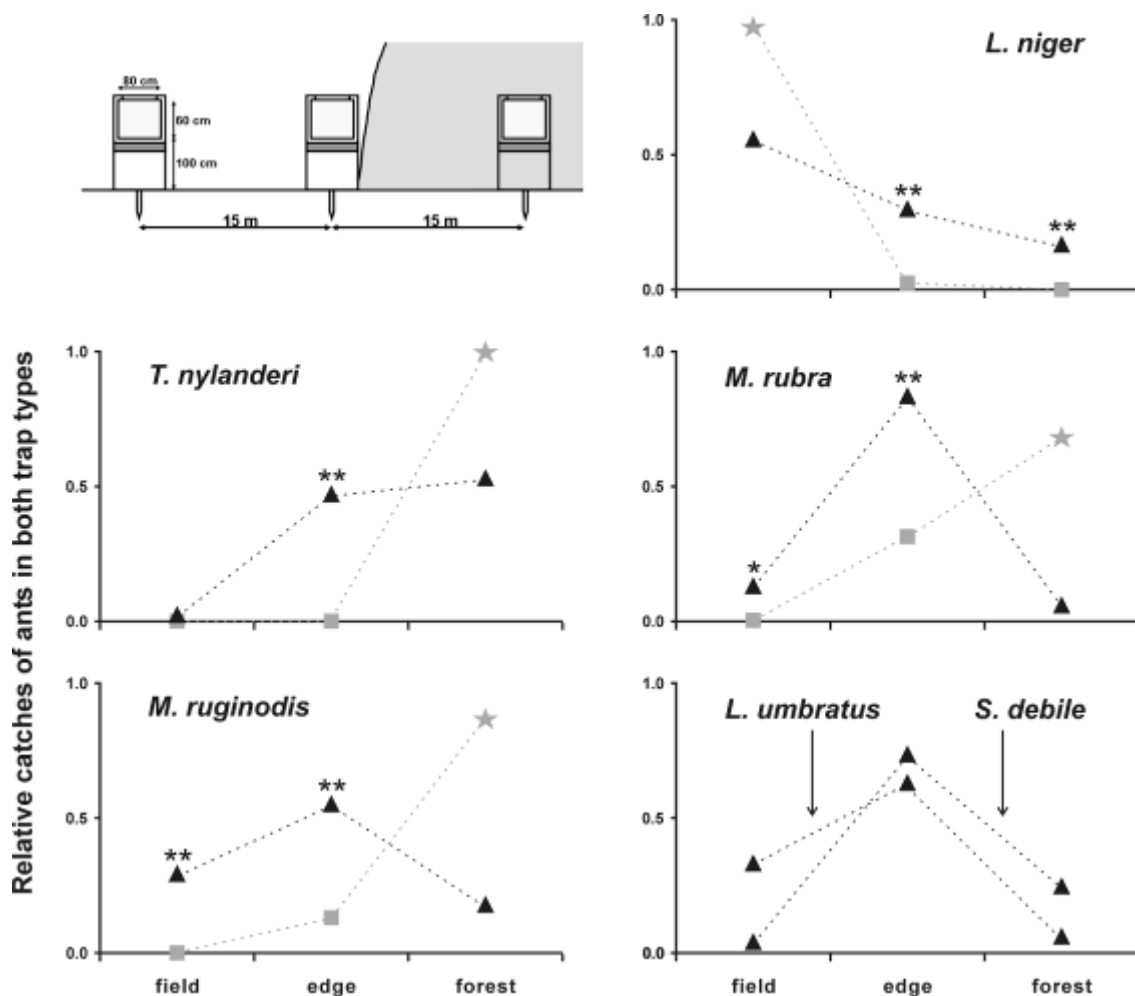 80 cm
60 cm
100 cm
15 m
15 m
1.0
L. niger
0.5
**
**
0.0
Relative catches of ants in both trap types
1.0
T. nylanderi
0.5
**
0.0
1.0
M. rubra
**
0.5
*
0.0
1.0
M. ruginodis
0.5
**
**
0.0
field
edge
forest
1.0
L. umbratus
S. debile
0.5
0.0
field
edge
forest